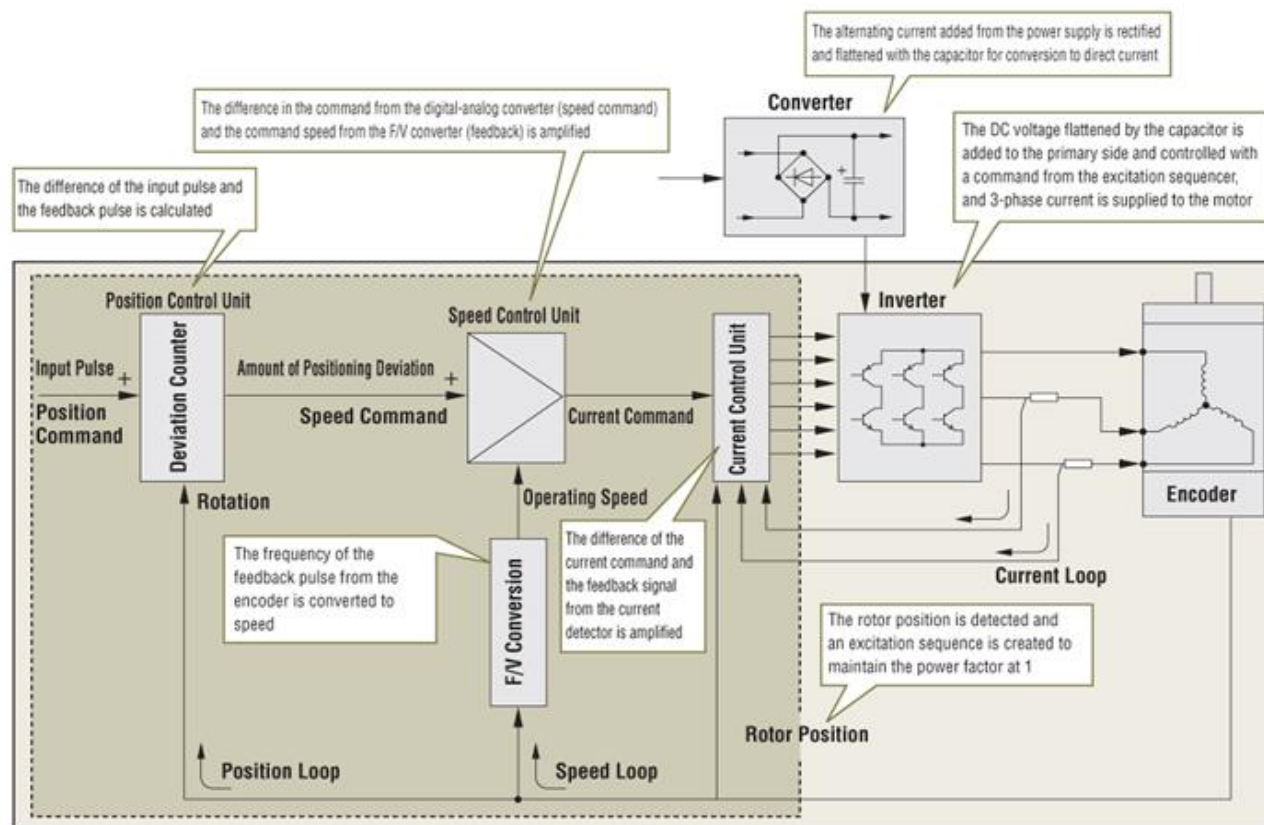 The alternating current added from the power supply is rectified
and flattened with the capacitor for conversion to direct current
Converter
The difference in the command from the digital-analog converter (speed command)
and the command speed from the F/V converter (feedback) is amplified
The DC voltage flattened by the capacitor is
added to the primary side and controlled with
a command from the excitation sequencer,
and 3-phase current is supplied to the motor
The difference of the input pulse and
the feedback pulse is calculated
+
Position Control Unit
Speed Control Unit
Inverter
Input Pulse
+
Position
Command
Deviation Counter
Amount of Positioning Deviation
+
Speed Command
Current Command
Current Control Unit
Rotation
Operating Speed
Encoder
The frequency of the
feedback pulse from the
encoder is converted to
speed
F/V Conversion
The difference of the
current command and
the feedback signal
from the current
detector is amplified
Current Loop
The rotor position is detected and
an excitation sequence is created to
maintain the power factor at 1
Rotor Position
Position Loop
Speed Loop